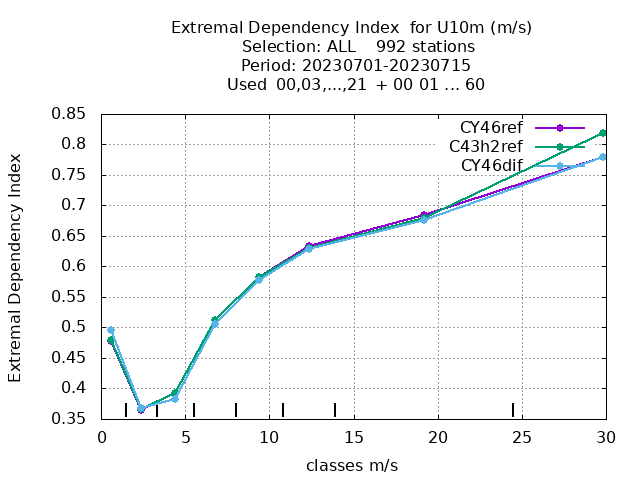 Extremal Dependency Index  for U10m (m/s)
Selection: ALL    992 stations
Period: 20230701-20230715
Used  00,03,...,21  + 00 01 ... 60
Extremal Dependency Index
0.85
0.8
0.75
0.7
0.65
0.6
0.55
0.5
0.45
0.4
0.35
CY46ref
C43h2ref
CY46dif
0 5 10 15 20 25 30
classes m/s